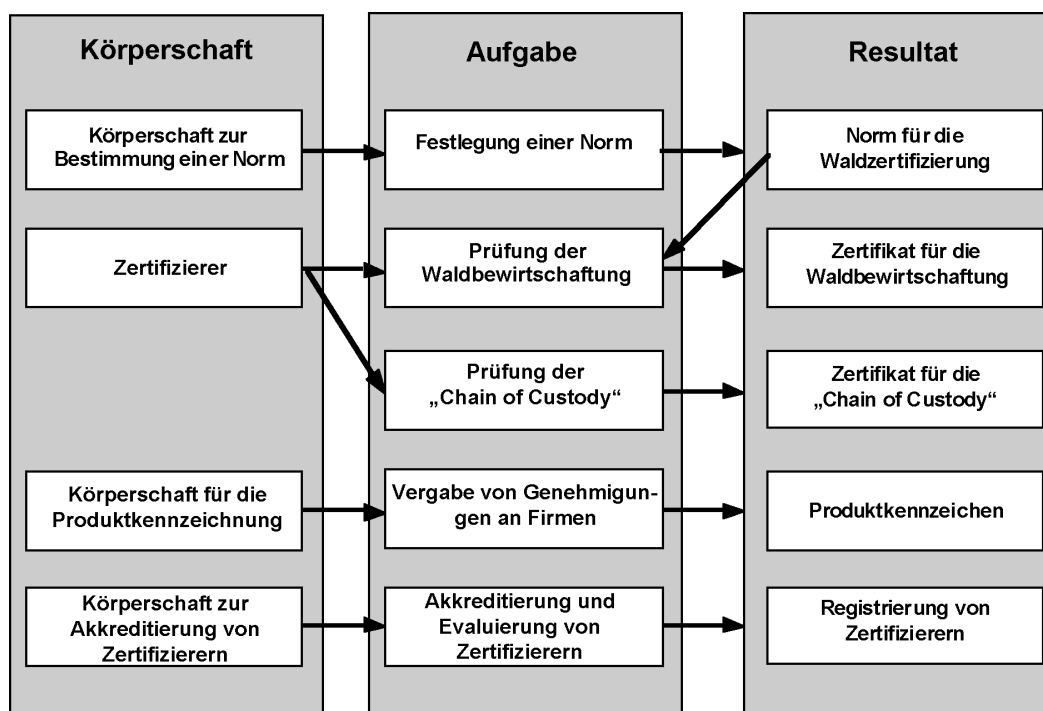 Körperschaft
Aufgabe
Resultat
Körperschaft zur
Bestimmung einer Norm
Festlegung einer Norm
Norm für die
Waldzertifizierung
Zertifizierer
Prüfung der
Waldbewirtschaftung
Zertifikat für die
Waldbewirtschaftung
Prüfung der
„Chain of Custody“
Zertifikat für die
„Chain of Custody“
Körperschaft für die
Produktkennzeichnung
Vergabe von Genehmigun-
gen an Firmen
Produktkennzeichen
Körperschaft zur
Akkreditierung von
Zertifizierern
Akkreditierung und
Evaluierung von
Zertifizierern
Registrierung von
Zertifizierern